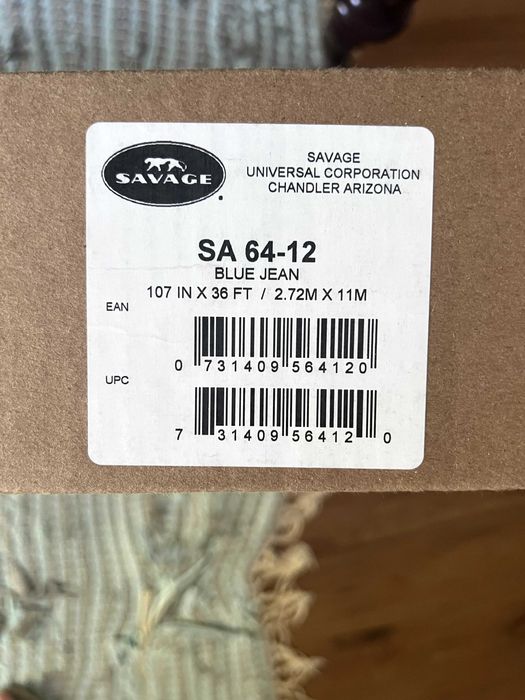 SAVAGE
SAVAGE
UNIVERSAL CORPORATION
CHANDLER ARIZONA
SA 64-12
BLUE JEAN
107 IN X 36 FT / 2.72M X 11M
EAN
0 731409 564120
UPC
7 31409 56412 0